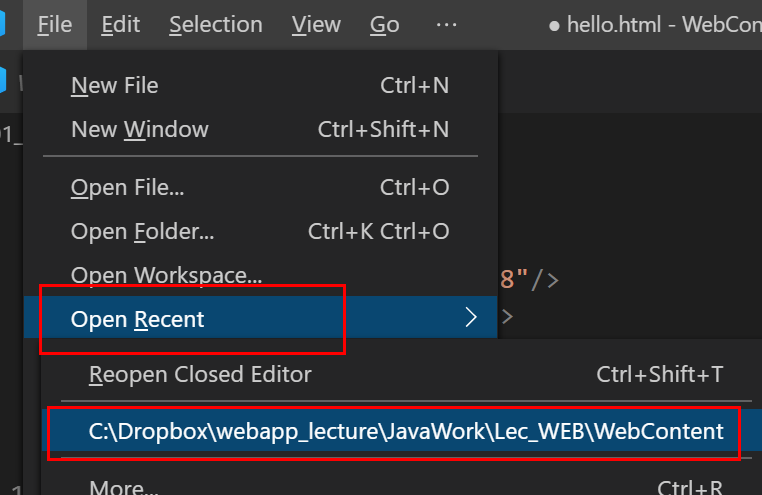 File Edit Selection View Go ··· ● hello.html - WebCon
New File Ctrl+N
New Window Ctrl+Shift+N
01_
Open File... Ctrl+O
Open Folder... Ctrl+K Ctrl+O
Open Workspace...
8"/>
Open Recent >
>
Reopen Closed Editor Ctrl+Shift+T
C:\Dropbox\webapp_lecture\JavaWork\Lec_WEB\WebContent
More... Ctrl+R
1